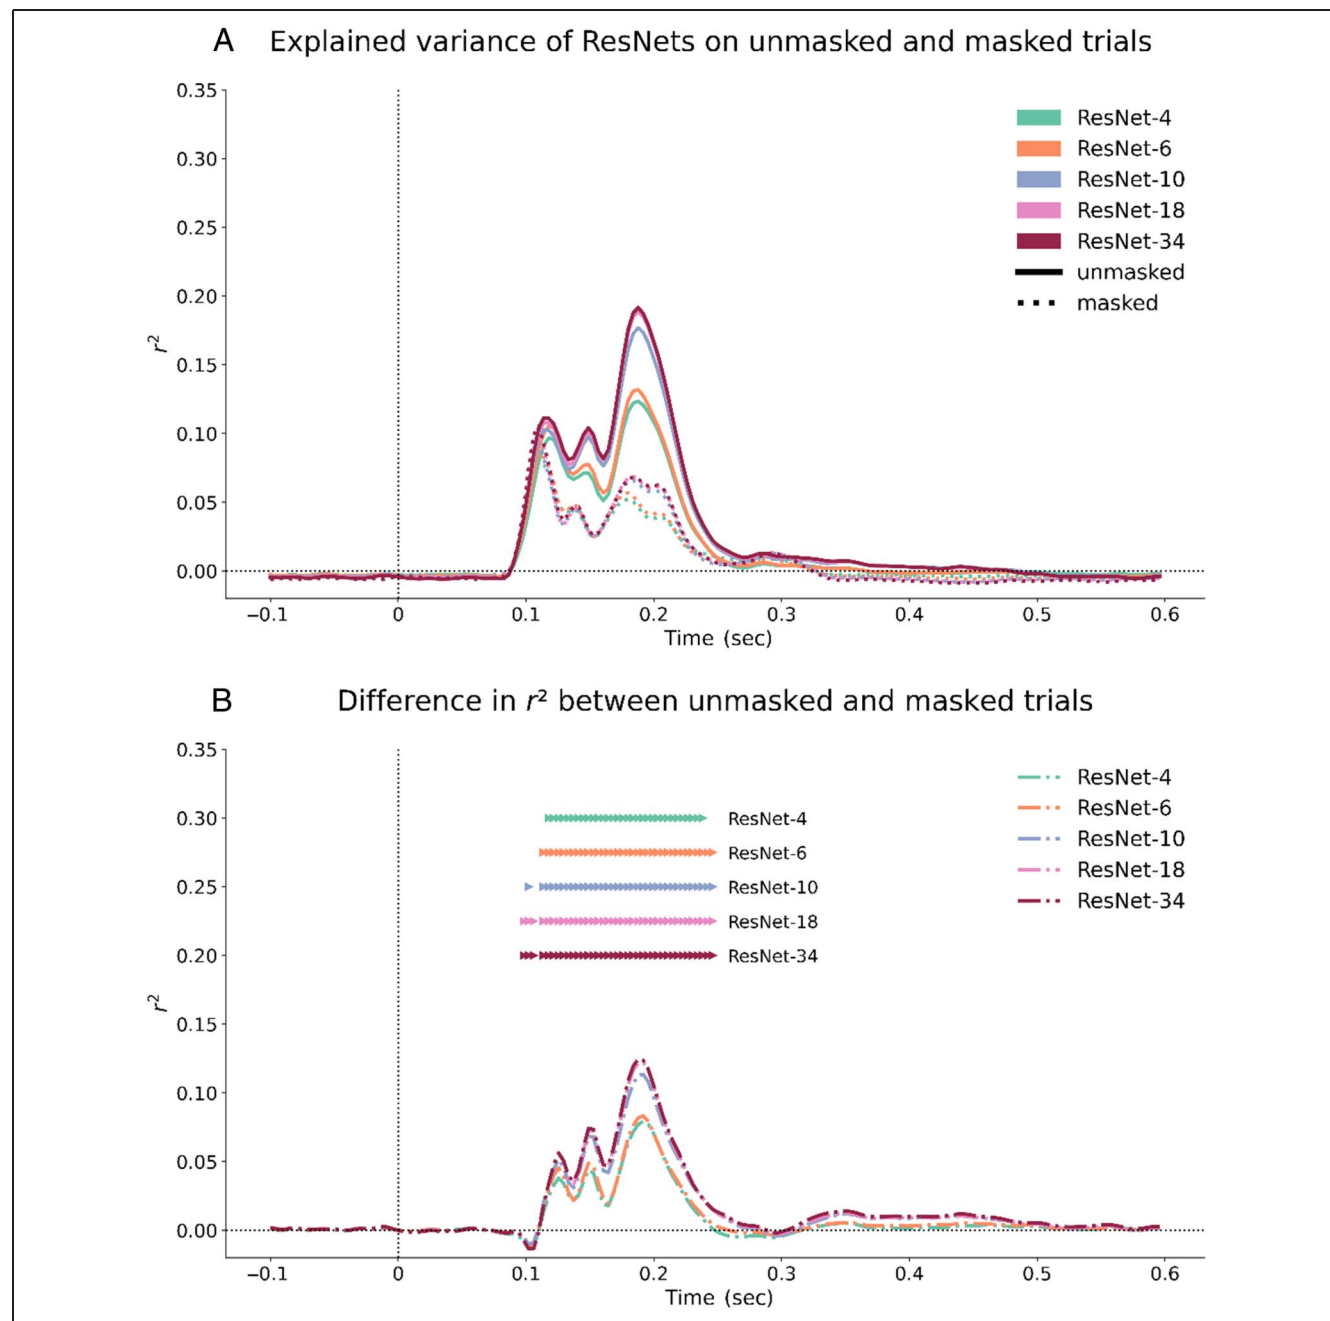 A Explained variance of ResNets on unmasked and masked trials
0.35
0.30
0.25
0.20
0.15
0.10
0.05
0.00
r²
ResNet-4
ResNet-6
ResNet-10
ResNet-18
ResNet-34
unmasked
masked
−0.1 0 0.1 0.2 0.3 0.4 0.5 0.6
Time (sec)
B Difference in r² between unmasked and masked trials
0.35
0.30
0.25
0.20
0.15
0.10
0.05
0.00
r²
ResNet-4
ResNet-6
ResNet-10
ResNet-18
ResNet-34
ResNet-4
ResNet-6
ResNet-10
ResNet-18
ResNet-34
−0.1 0 0.1 0.2 0.3 0.4 0.5 0.6
Time (sec)